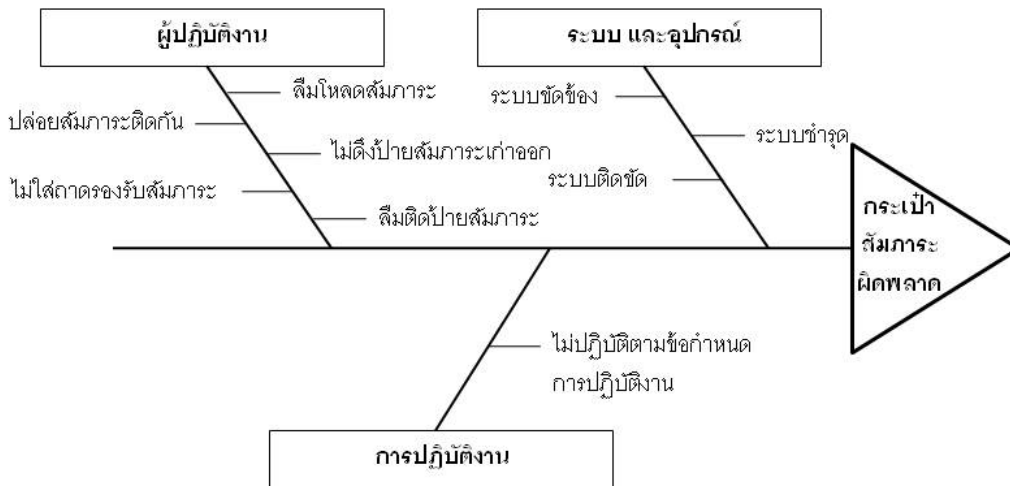 ผู้ปฏิบัติงาน
ระบบ และอุปกรณ์
ลืมโหลดสัมภาระ
ปล่อยสัมภาระติดกัน
ไม่ดึงป้ายสัมภาระเก่าออก
ไม่ใส่ถาดรองรับสัมภาระ
ลืมติดป้ายสัมภาระ
ระบบขัดข้อง
ระบบชำรุด
ระบบติดขัด
กระเป๋า
สัมภาระ
ผิดพลาด
ไม่ปฏิบัติตามข้อกำหนด
การปฏิบัติงาน
การปฏิบัติงาน